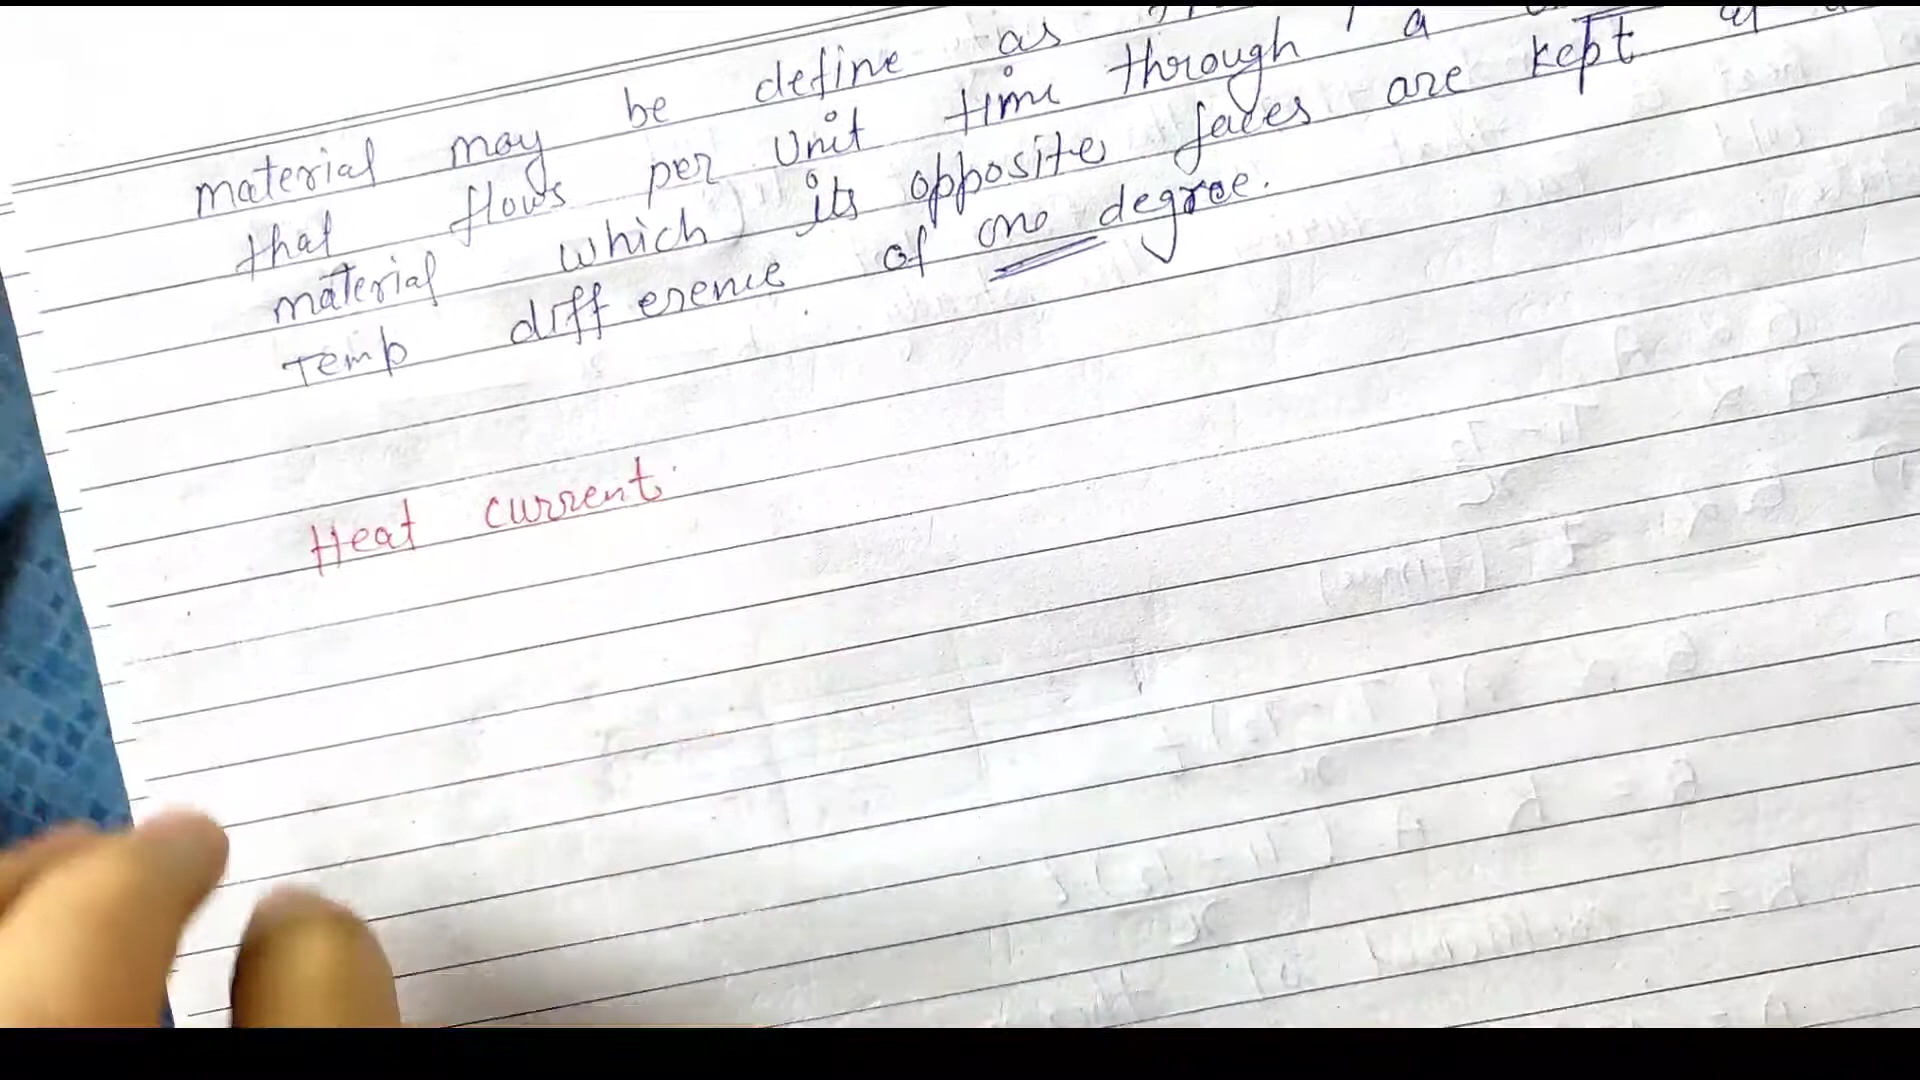 material may be define as
that flows per unit time through a
material which its opposite faces are kept at
Temp difference of one degree.
Heat current